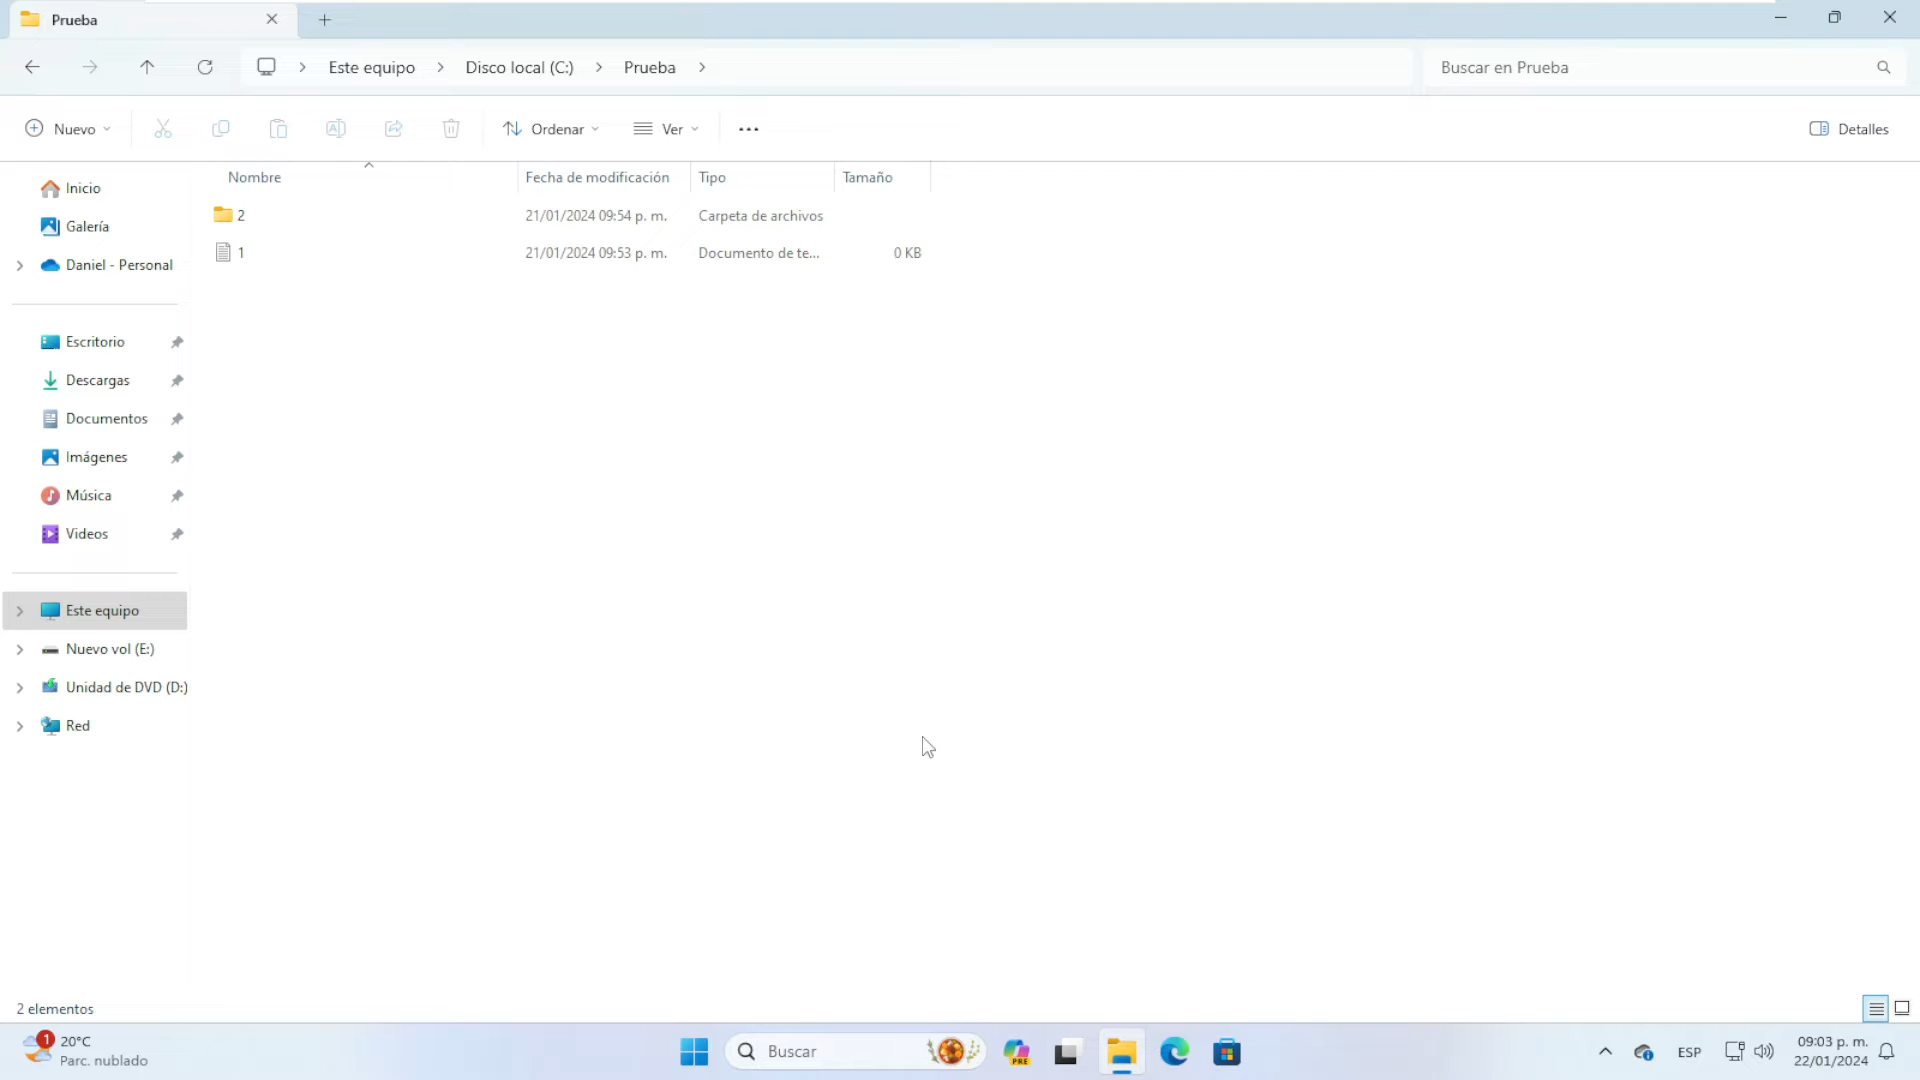 Prueba
Este equipo Disco local (C:) Prueba
Buscar en Prueba
Nuevo Ordenar Ver Detalles
Nombre Fecha de modificación Tipo Tamaño
2 21/01/2024 09:54 p. m. Carpeta de archivos
1 21/01/2024 09:53 p. m. Documento de te... 0 KB
Inicio
Galería
Daniel - Personal
Escritorio
Descargas
Documentos
Imágenes
Música
Videos
Este equipo
Nuevo vol (E:)
Unidad de DVD (D:)
Red
2 elementos
1
20°C
Parc. nublado
Buscar
PRE
ESP
09:03 p. m.
22/01/2024